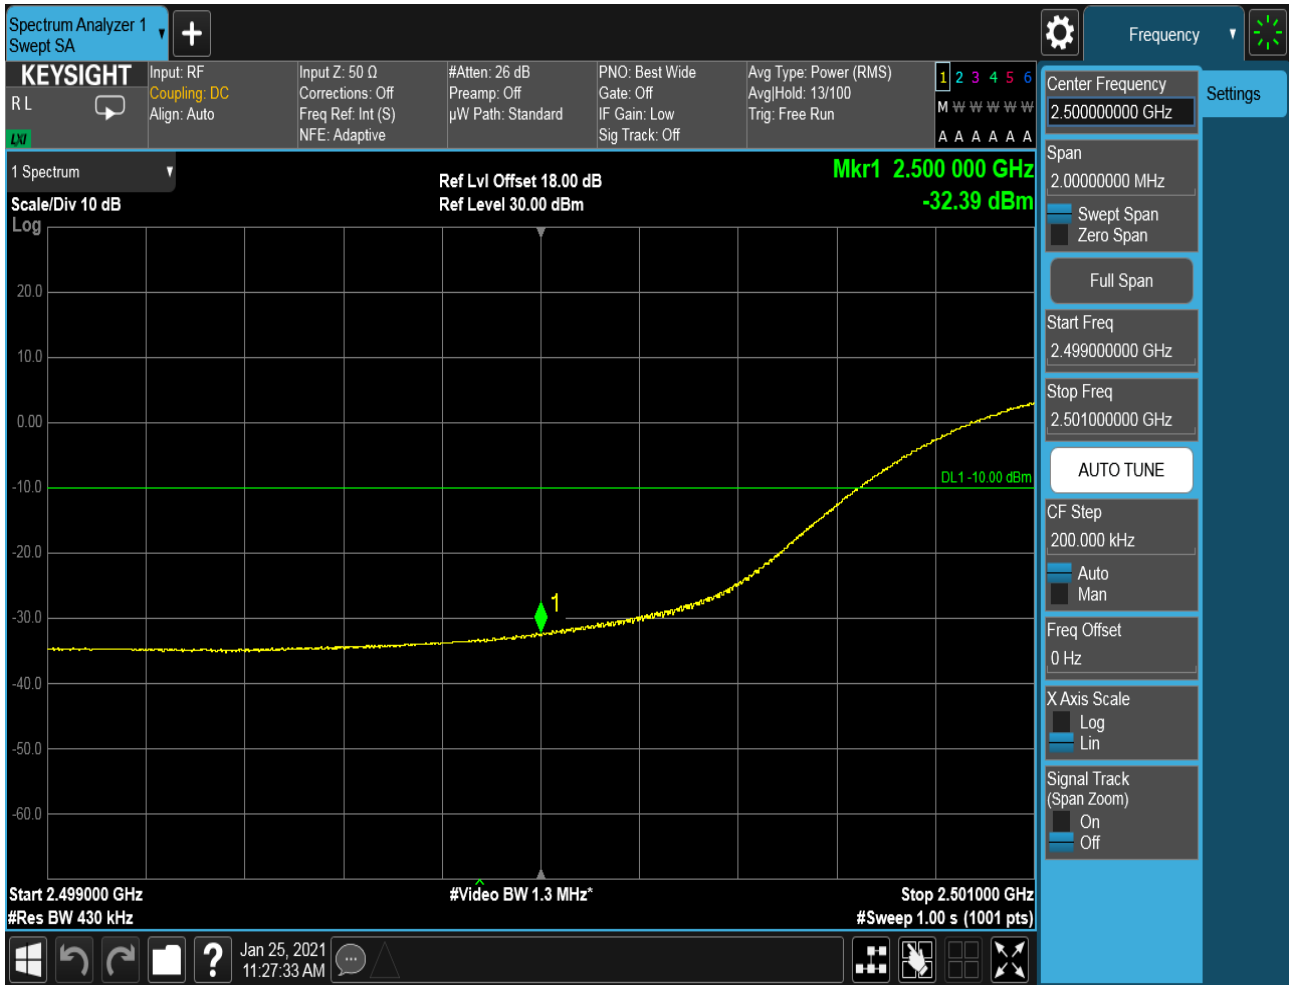 Spectrum Analyzer 1
Swept SA
Frequency
KEYSIGHT
R L
LXI
Input: RF
Coupling: DC
Align: Auto
Input Z: 50 Ω
Corrections: Off
Freq Ref: Int (S)
NFE: Adaptive
#Atten: 26 dB
Preamp: Off
µW Path: Standard
PNO: Best Wide
Gate: Off
IF Gain: Low
Sig Track: Off
Avg Type: Power (RMS)
Avg|Hold: 13/100
Trig: Free Run
1 2 3 4 5 6
M W W W W W
A A A A A A
1 Spectrum
Scale/Div 10 dB
Log
Ref Lvl Offset 18.00 dB
Ref Level 30.00 dBm
Mkr1 2.500 000 GHz
-32.39 dBm
20.0
10.0
0.00
-10.0
-20.0
-30.0
-40.0
-50.0
-60.0
DL1 -10.00 dBm
1
Start 2.499000 GHz
#Res BW 430 kHz
#Video BW 1.3 MHz*
Stop 2.501000 GHz
#Sweep 1.00 s (1001 pts)
Center Frequency
2.500000000 GHz
Settings
Span
2.00000000 MHz
Swept Span
Zero Span
Full Span
Start Freq
2.499000000 GHz
Stop Freq
2.501000000 GHz
AUTO TUNE
CF Step
200.000 kHz
Auto
Man
Freq Offset
0 Hz
X Axis Scale
Log
Lin
Signal Track
(Span Zoom)
On
Off
?
Jan 25, 2021
11:27:33 AM